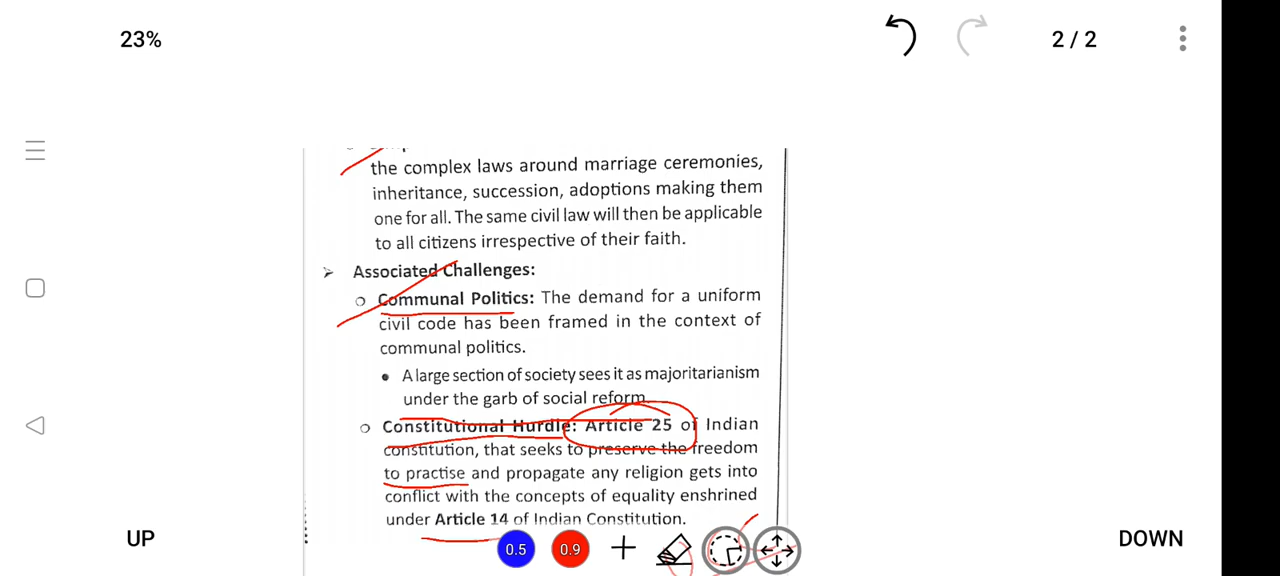 23%
2 / 2
the complex laws around marriage ceremonies,
inheritance, succession, adoptions making them
one for all. The same civil law will then be applicable
to all citizens irrespective of their faith.
➢ Associated Challenges:
○ Communal Politics: The demand for a uniform
civil code has been framed in the context of
communal politics.
• A large section of society sees it as majoritarianism
under the garb of social reform.
○ Constitutional Hurdle: Article 25 of Indian
constitution, that seeks to preserve the freedom
to practise and propagate any religion gets into
conflict with the concepts of equality enshrined
under Article 14 of Indian Constitution.
UP
0.5
0.9
DOWN